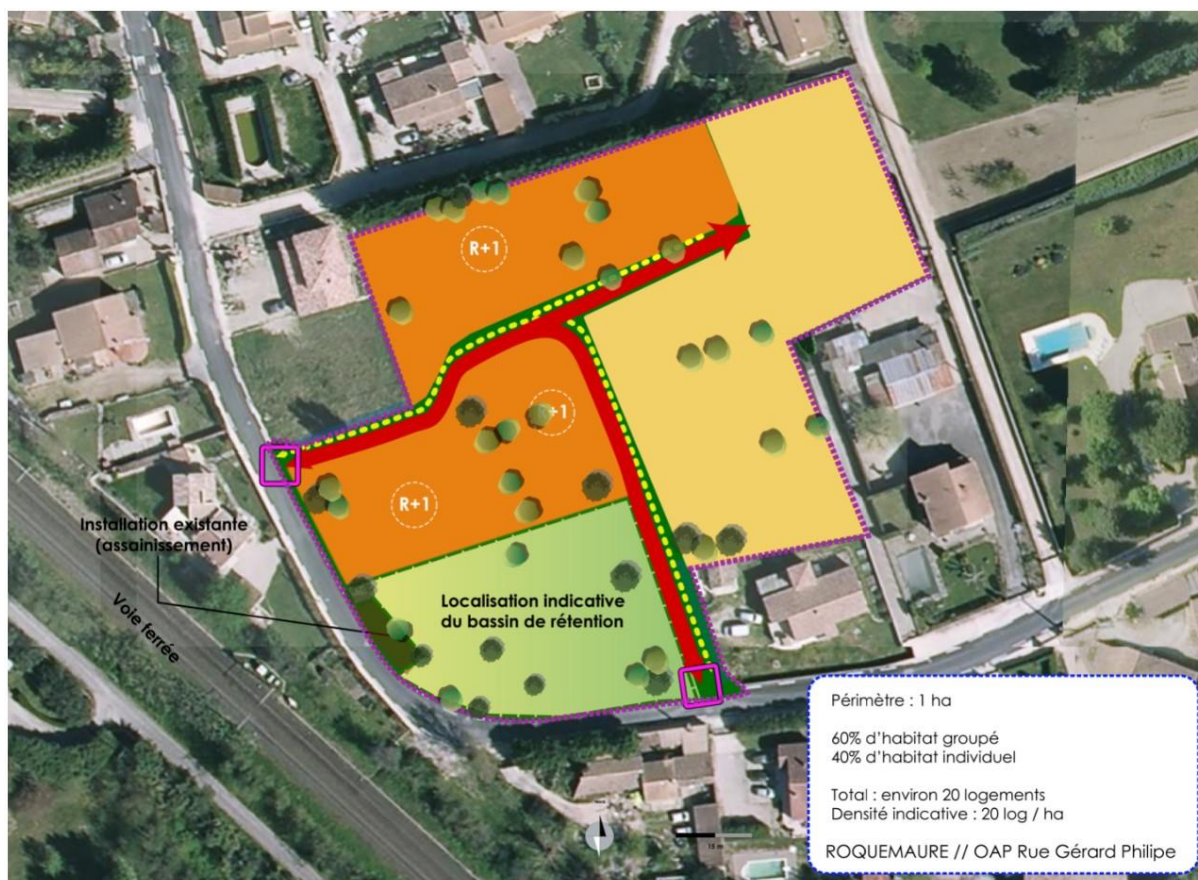 R+1
+1
R+1
Installation existante
(assainissement)
Voie ferrée
Localisation indicative
du bassin de rétention
Périmètre : 1 ha
60% d'habitat groupé
40% d'habitat individuel
Total : environ 20 logements
Densité indicative : 20 log / ha
ROQUEMAURE // OAP Rue Gérard Philipe
15 m